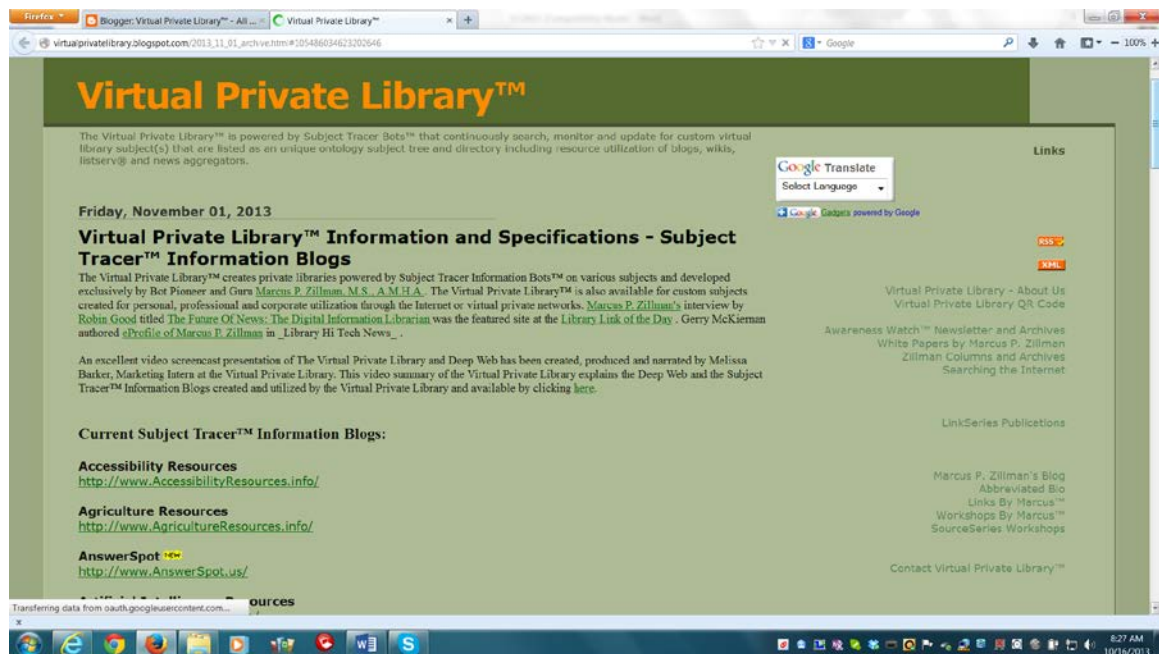 Firefox
Blogger: Virtual Private Library™ - All ...
Virtual Private Library™
virtualprivatelibrary.blogspot.com/2013_11_01_archive.html#105486034623202646
Google
100%
Virtual Private Library™
The Virtual Private Library™ is powered by Subject Tracer Bots™ that continuously search, monitor and update for custom virtual
library subject(s) that are listed as an unique ontology subject tree and directory including resource utilization of blogs, wikis,
listserv® and news aggregators.
Links
Google Translate
Select Language
Google Gadgets powered by Google
Friday, November 01, 2013
Virtual Private Library™ Information and Specifications - Subject
Tracer™ Information Blogs
The Virtual Private Library™ creates private libraries powered by Subject Tracer Information Bots™ on various subjects and developed
exclusively by Bot Pioneer and Guru Marcus P. Zillman, M.S., A.M.H.A.. The Virtual Private Library™ is also available for custom subjects
created for personal, professional and corporate utilization through the Internet or virtual private networks. Marcus P. Zillman's interview by
Robin Good titled The Future Of News: The Digital Information Librarian was the featured site at the Library Link of the Day . Gerry McKiernan
authored eProfile of Marcus P. Zillman in _Library Hi Tech News_ .
An excellent video screencast presentation of The Virtual Private Library and Deep Web has been created, produced and narrated by Melissa
Barker, Marketing Intern at the Virtual Private Library. This video summary of the Virtual Private Library explains the Deep Web and the Subject
Tracer™ Information Blogs created and utilized by the Virtual Private Library and available by clicking here.
Current Subject Tracer™ Information Blogs:
Accessibility Resources
http://www.AccessibilityResources.info/
Agriculture Resources
http://www.AgricultureResources.info/
AnswerSpot NEW
http://www.AnswerSpot.us/
ources
RSS
XML
Virtual Private Library - About Us
Virtual Private Library QR Code
Awareness Watch™ Newsletter and Archives
White Papers by Marcus P. Zillman
Zillman Columns and Archives
Searching the Internet
LinkSeries Publications
Marcus P. Zillman's Blog
Abbreviated Bio
Links By Marcus™
Workshops By Marcus™
SourceSeries Workshops
Contact Virtual Private Library™
Transferring data from oauth.googleusercontent.com...
x
8:27 AM
10/16/2013